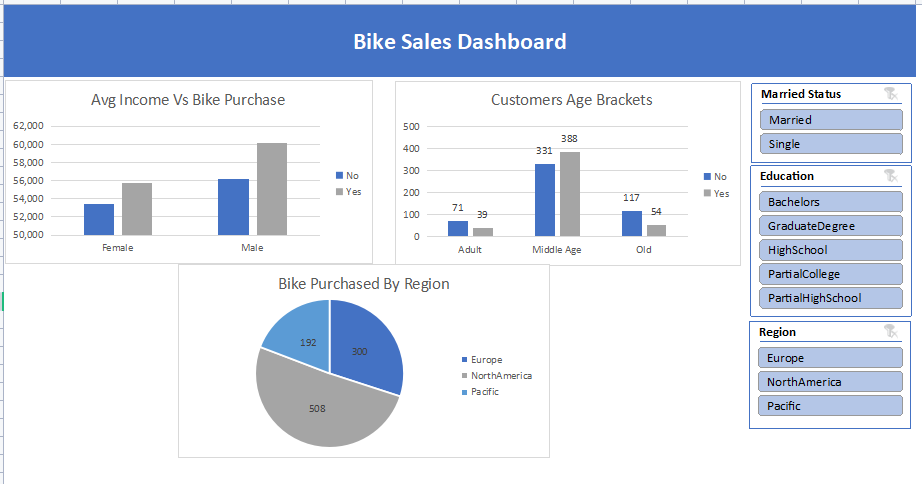 Bike Sales Dashboard
Avg Income Vs Bike Purchase
62,000
60,000
58,000
56,000
54,000
52,000
50,000
Female
Male
No
Yes
Customers Age Brackets
500
400
300
200
100
0
71
39
331
388
117
54
Adult
Middle Age
Old
No
Yes
Married Status
Married
Single
Education
Bachelors
GraduateDegree
HighSchool
PartialCollege
PartialHighSchool
Bike Purchased By Region
192
300
508
Europe
NorthAmerica
Pacific
Region
Europe
NorthAmerica
Pacific